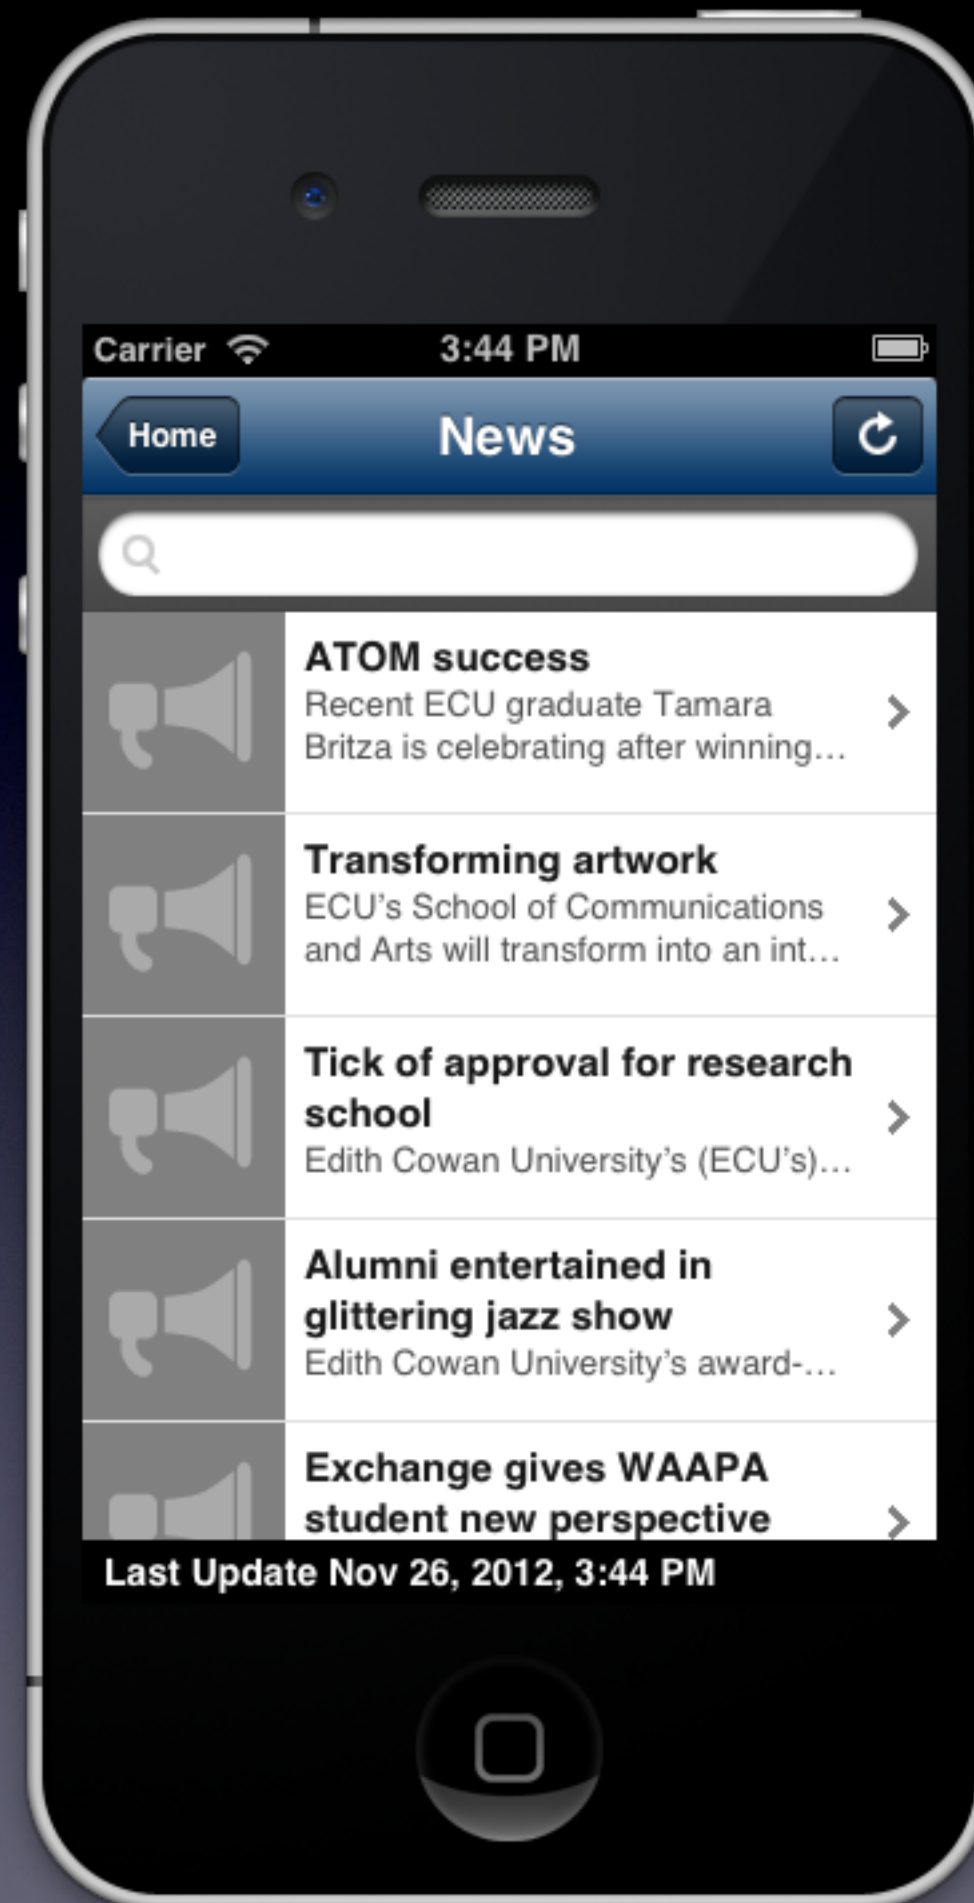 Carrier 3:44 PM
Home News
ATOM success
Recent ECU graduate Tamara
Britza is celebrating after winning…
Transforming artwork
ECU’s School of Communications
and Arts will transform into an int…
Tick of approval for research
school
Edith Cowan University’s (ECU’s)…
Alumni entertained in
glittering jazz show
Edith Cowan University’s award-…
Exchange gives WAAPA
student new perspective
Last Update Nov 26, 2012, 3:44 PM